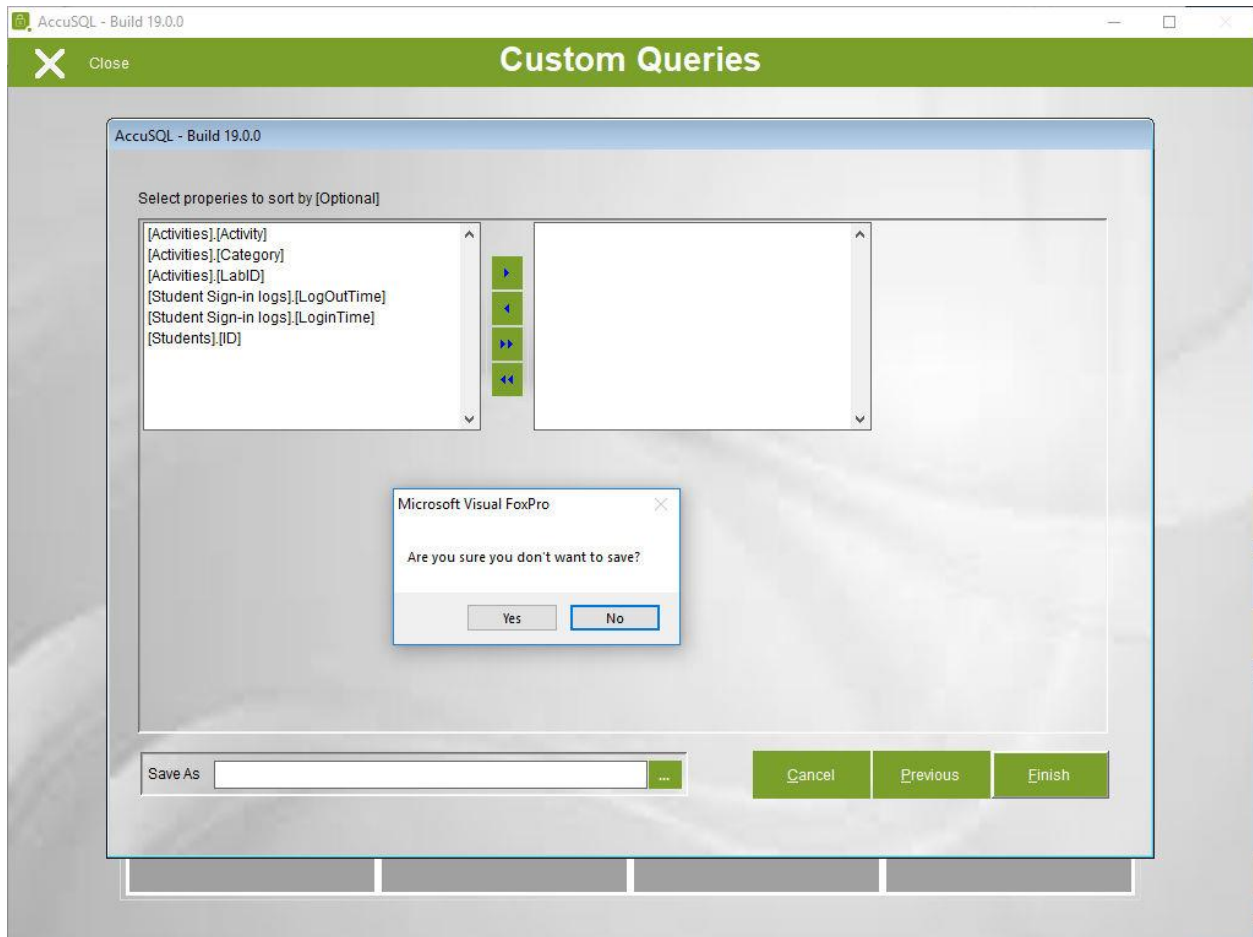 AccuSQL - Build 19.0.0
Close
Custom Queries
AccuSQL - Build 19.0.0
Select properies to sort by [Optional]
[Activities].[Activity]
[Activities].[Category]
[Activities].[LabID]
[Student Sign-in logs].[LogOutTime]
[Student Sign-in logs].[LoginTime]
[Students].[ID]
Microsoft Visual FoxPro
Are you sure you don't want to save?
Yes No
Save As ... Cancel Previous Finish